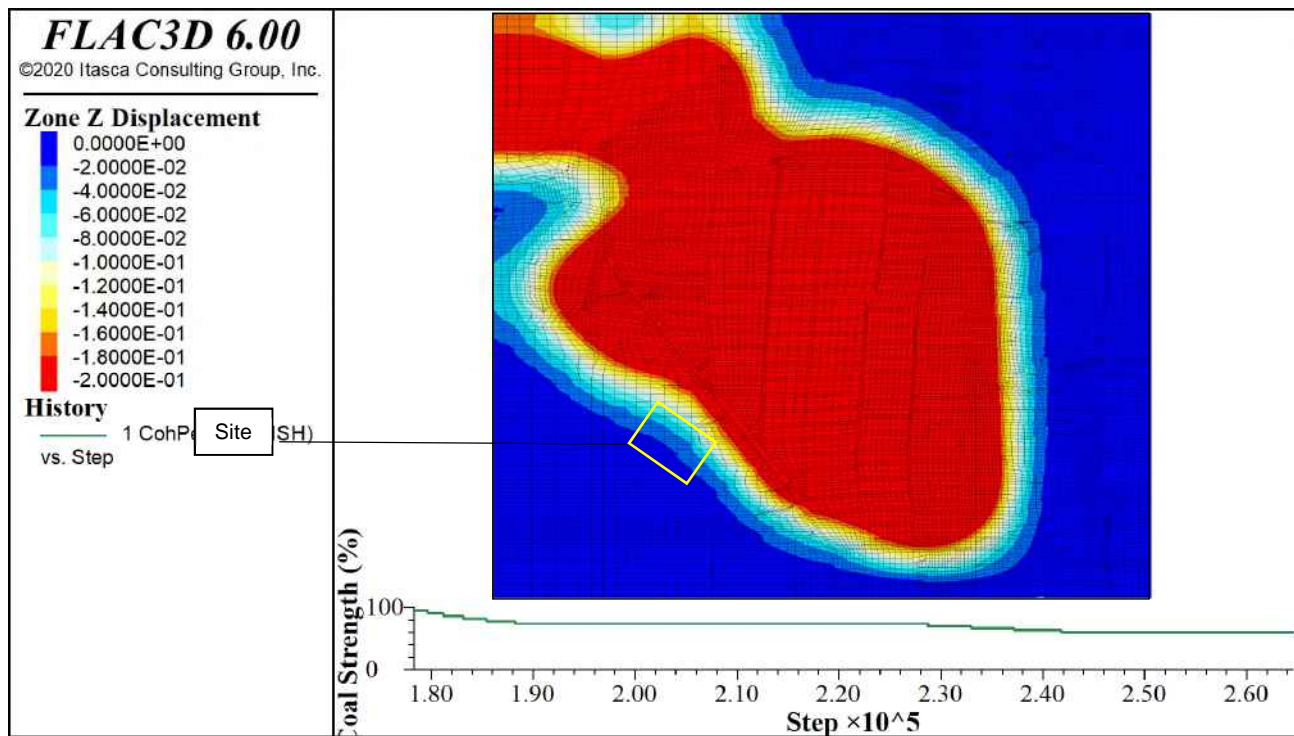 FLAC3D 6.00
©2020 Itasca Consulting Group, Inc.
Zone Z Displacement
0.0000E+00
-2.0000E-02
-4.0000E-02
-6.0000E-02
-8.0000E-02
-1.0000E-01
-1.2000E-01
-1.4000E-01
-1.6000E-01
-1.8000E-01
-2.0000E-01
History
1 CohPe
Site
SH)
vs. Step
Coal Strength (%)
100
0
1.80 1.90 2.00 2.10 2.20 2.30 2.40 2.50 2.60
Step ×10^5